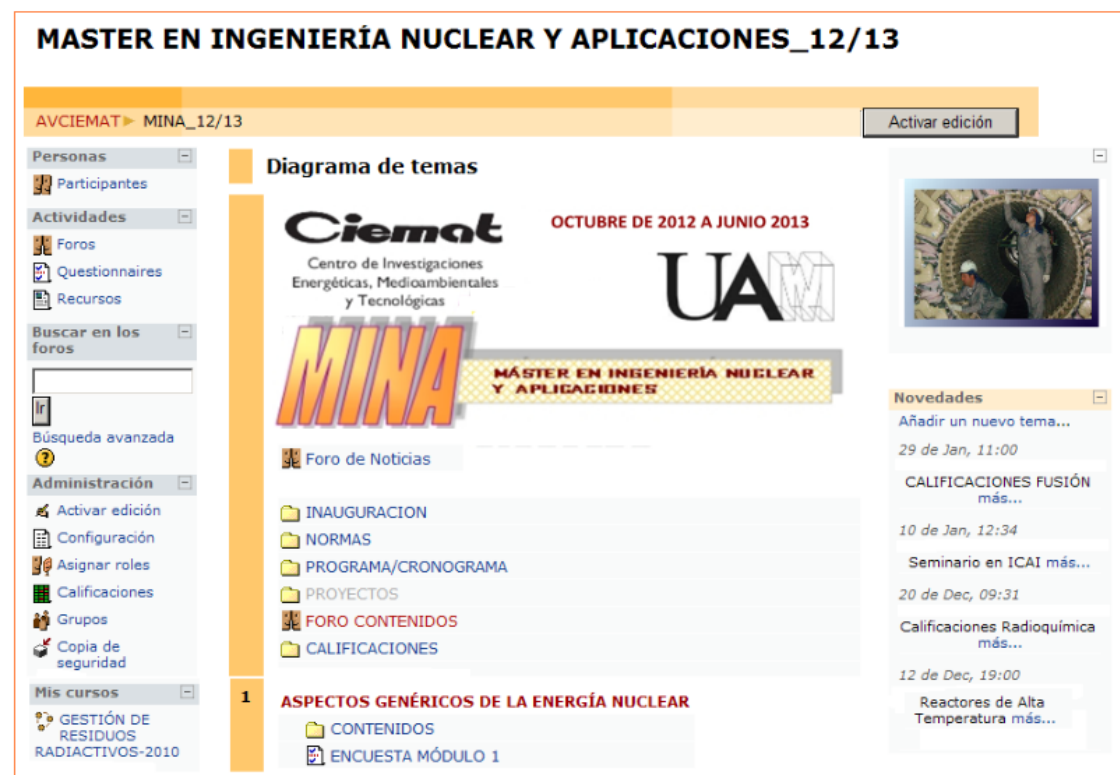 MASTER EN INGENIERÍA NUCLEAR Y APLICACIONES_12/13
AVCIEMAT► MINA_12/13
Activar edición
Personas
Participantes
Actividades
Foros
Questionnaires
Recursos
Buscar en los
foros
Ir
Búsqueda avanzada
?
Administración
Activar edición
Configuración
Asignar roles
Calificaciones
Grupos
Copia de
seguridad
Mis cursos
GESTIÓN DE
RESIDUOS
RADIACTIVOS-2010
Diagrama de temas
Ciemat
Centro de Investigaciones
Energéticas, Medioambientales
y Tecnológicas
OCTUBRE DE 2012 A JUNIO 2013
UAM
MINA
MÁSTER EN INGENIERÍA NUCLEAR
Y APLICACIONES
Foro de Noticias
INAUGURACION
NORMAS
PROGRAMA/CRONOGRAMA
PROYECTOS
FORO CONTENIDOS
CALIFICACIONES
1
ASPECTOS GENÉRICOS DE LA ENERGÍA NUCLEAR
CONTENIDOS
ENCUESTA MÓDULO 1
Novedades
Añadir un nuevo tema...
29 de Jan, 11:00
CALIFICACIONES FUSIÓN
más...
10 de Jan, 12:34
Seminario en ICAI más...
20 de Dec, 09:31
Calificaciones Radioquímica
más...
12 de Dec, 19:00
Reactores de Alta
Temperatura más...